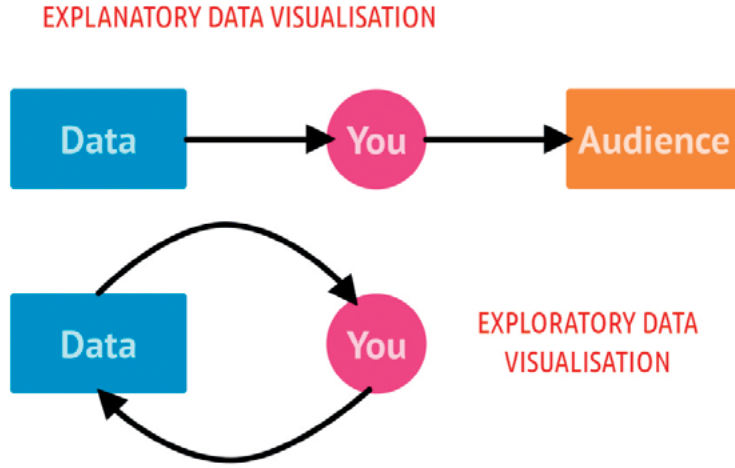 EXPLANATORY DATA VISUALISATION
Data
You
Audience
Data
You
EXPLORATORY DATA
VISUALISATION